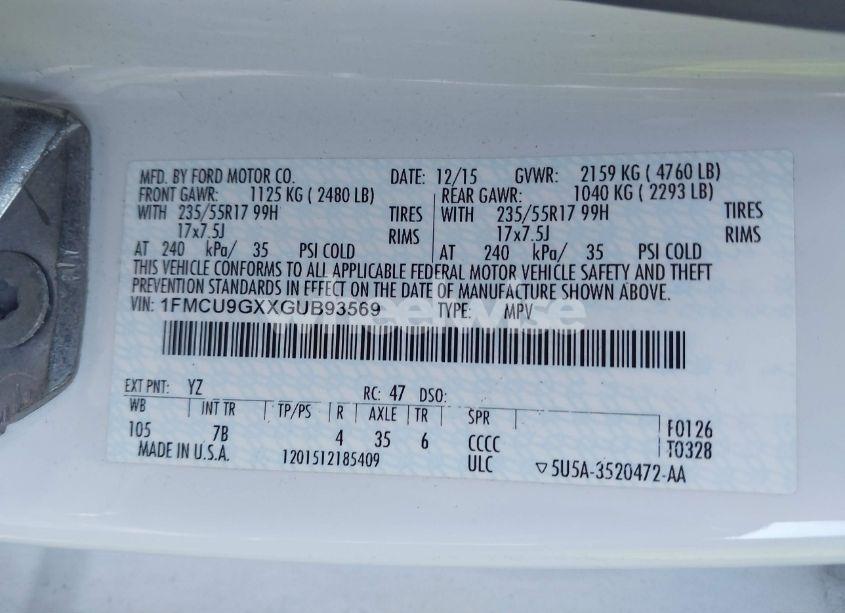 MFD. BY FORD MOTOR CO. DATE: 12/15 GVWR: 2159 KG ( 4760 LB)
FRONT GAWR: 1125 KG ( 2480 LB) REAR GAWR: 1040 KG ( 2293 LB)
WITH 235/55R17 99H TIRES WITH 235/55R17 99H TIRES
17x7.5J RIMS 17x7.5J RIMS
AT 240 kPa/ 35 PSI COLD AT 240 kPa/ 35 PSI COLD
THIS VEHICLE CONFORMS TO ALL APPLICABLE FEDERAL MOTOR VEHICLE SAFETY AND THEFT
PREVENTION STANDARDS IN EFFECT ON THE DATE OF MANUFACTURE SHOWN ABOVE.
VIN: 1FMCU9GXXGUB93569 TYPE: MPV
wheelwise
EXT PNT: YZ RC: 47 DSO:
WB INT TR TP/PS R AXLE TR SPR
105 7B 4 35 6 CCCC F0126
ULC T0328
MADE IN U.S.A. 1201512185409 ▽5U5A-3520472-AA